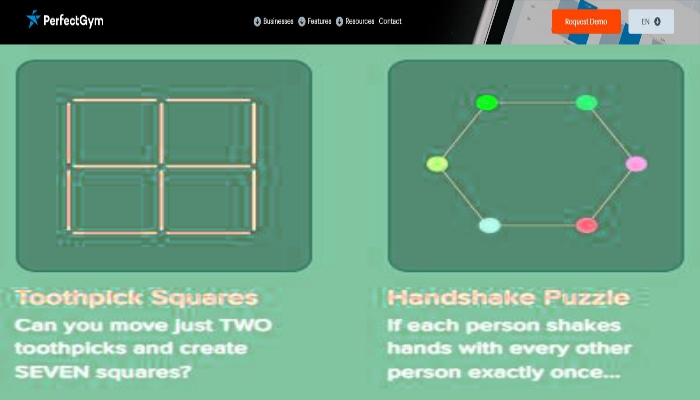 PerfectGym
Businesses Features Resources Contact
Request Demo
EN
Toothpick Squares
Can you move just TWO
toothpicks and create
SEVEN squares?
Handshake Puzzle
If each person shakes
hands with every other
person exactly once...